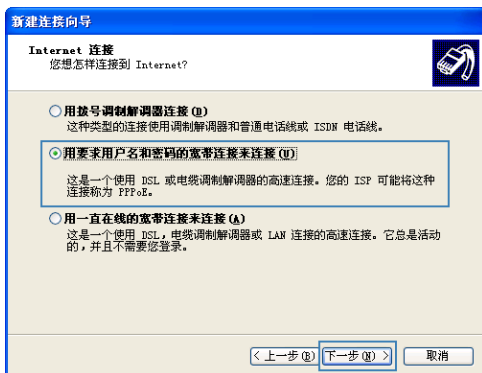 新建连接向导
Internet 连接
您想怎样连接到 Internet?
用拨号调制解调器连接(D)
这种类型的连接使用调制解调器和普通电话线或 ISDN 电话线。
用要求用户名和密码的宽带连接来连接(U)
这是一个使用 DSL 或电缆调制解调器的高速连接。您的 ISP 可能将这种
连接称为 PPPoE。
用一直在线的宽带连接来连接(A)
这是一个使用 DSL，电缆调制解调器或 LAN 连接的高速连接。它总是活动
的，并且不需要您登录。
<上一步(B) 下一步(N)> 取消